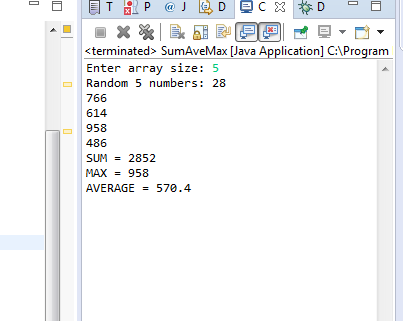 T P @ J D C D
<terminated> SumAveMax [Java Application] C:\Program
Enter array size: 5
Random 5 numbers: 28
766
614
958
486
SUM = 2852
MAX = 958
AVERAGE = 570.4